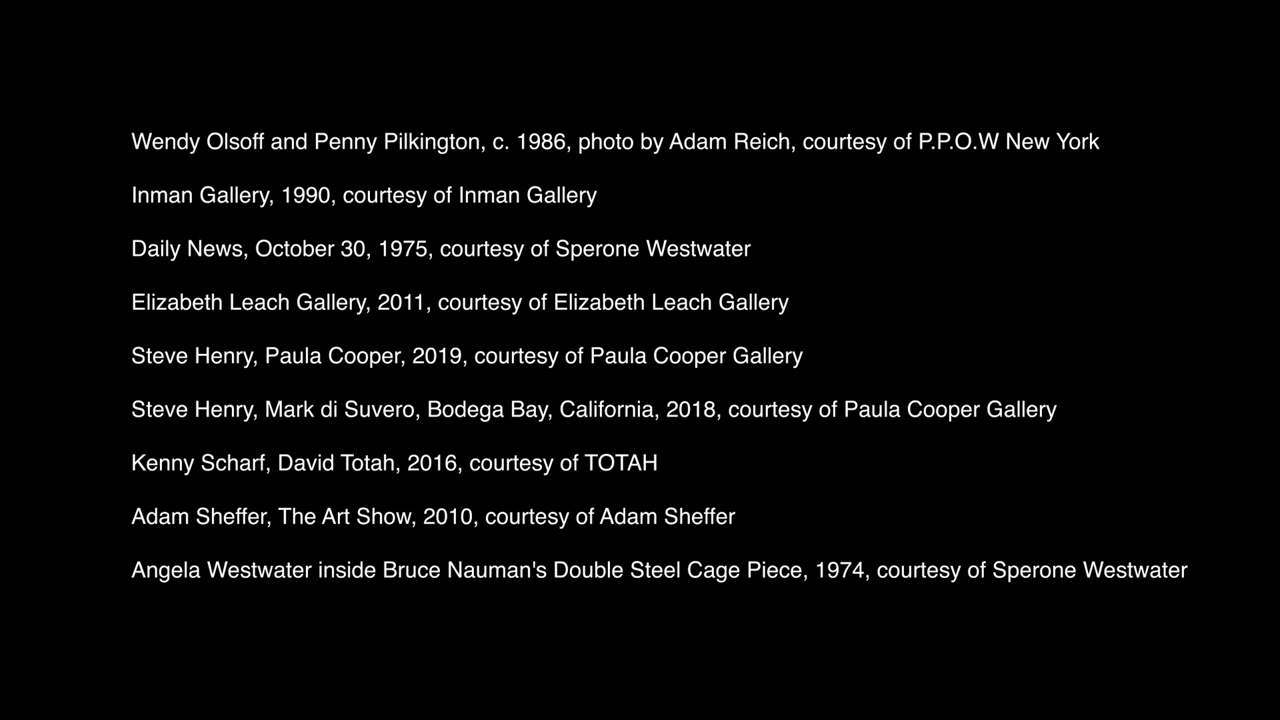 Wendy Olsoff and Penny Pilkington, c. 1986, photo by Adam Reich, courtesy of P.P.O.W New York
Inman Gallery, 1990, courtesy of Inman Gallery
Daily News, October 30, 1975, courtesy of Sperone Westwater
Elizabeth Leach Gallery, 2011, courtesy of Elizabeth Leach Gallery
Steve Henry, Paula Cooper, 2019, courtesy of Paula Cooper Gallery
Steve Henry, Mark di Suvero, Bodega Bay, California, 2018, courtesy of Paula Cooper Gallery
Kenny Scharf, David Totah, 2016, courtesy of TOTAH
Adam Sheffer, The Art Show, 2010, courtesy of Adam Sheffer
Angela Westwater inside Bruce Nauman's Double Steel Cage Piece, 1974, courtesy of Sperone Westwater